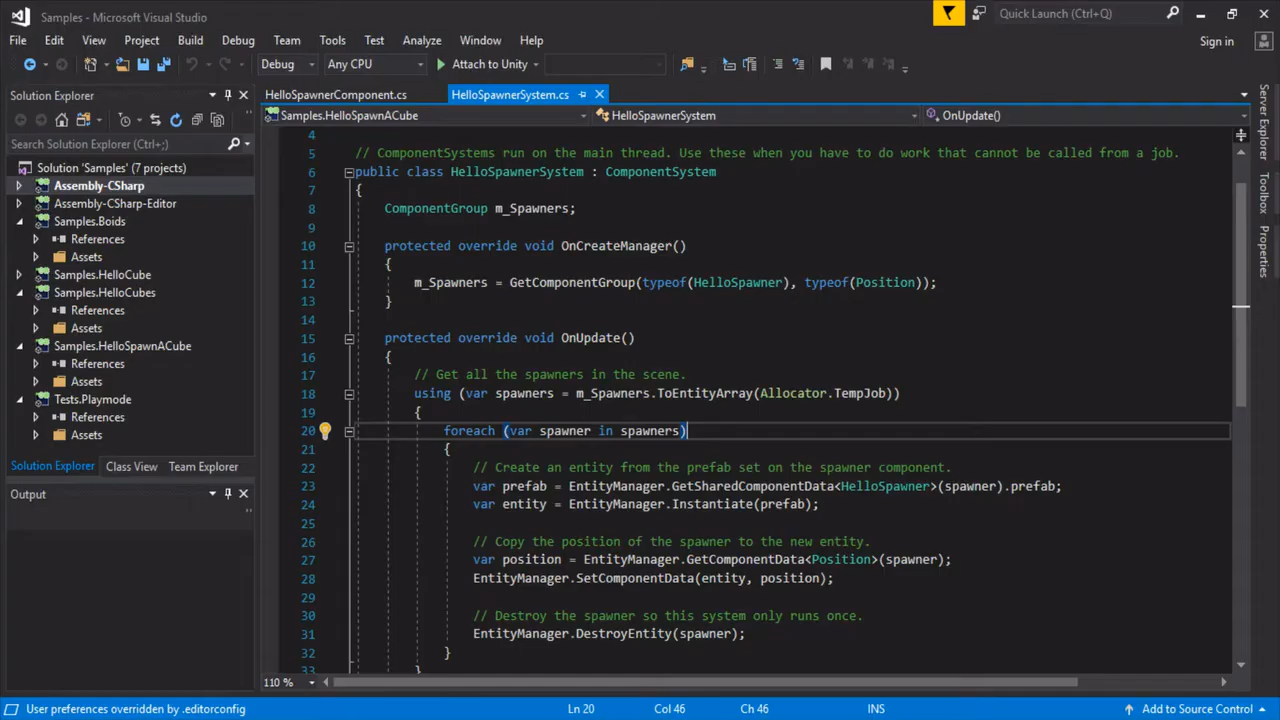 Samples - Microsoft Visual Studio
Quick Launch (Ctrl+Q)
File Edit View Project Build Debug Team Tools Test Analyze Window Help
Sign in
Debug Any CPU Attach to Unity
Solution Explorer
Search Solution Explorer (Ctrl+;)
Solution 'Samples' (7 projects)
Assembly-CSharp
Assembly-CSharp-Editor
Samples.Boids
References
Assets
Samples.HelloCube
Samples.HelloCubes
References
Assets
Samples.HelloSpawnACube
References
Assets
Tests.Playmode
References
Assets
Solution Explorer Class View Team Explorer
Output
HelloSpawnerComponent.cs HelloSpawnerSystem.cs
Samples.HelloSpawnACube HelloSpawnerSystem OnUpdate()
4
5 // ComponentSystems run on the main thread. Use these when you have to do work that cannot be called from a job.
6 public class HelloSpawnerSystem : ComponentSystem
7 {
8 ComponentGroup m_Spawners;
9
10 protected override void OnCreateManager()
11 {
12 m_Spawners = GetComponentGroup(typeof(HelloSpawner), typeof(Position));
13 }
14
15 protected override void OnUpdate()
16 {
17 // Get all the spawners in the scene.
18 using (var spawners = m_Spawners.ToEntityArray(Allocator.TempJob))
19 {
20 foreach (var spawner in spawners)
21 {
22 // Create an entity from the prefab set on the spawner component.
23 var prefab = EntityManager.GetSharedComponentData<HelloSpawner>(spawner).prefab;
24 var entity = EntityManager.Instantiate(prefab);
25
26 // Copy the position of the spawner to the new entity.
27 var position = EntityManager.GetComponentData<Position>(spawner);
28 EntityManager.SetComponentData(entity, position);
29
30 // Destroy the spawner so this system only runs once.
31 EntityManager.DestroyEntity(spawner);
32 }
33 }
110 %
Server Explorer
Toolbox
Properties
User preferences overridden by .editorconfig Ln 20 Col 46 Ch 46 INS Add to Source Control